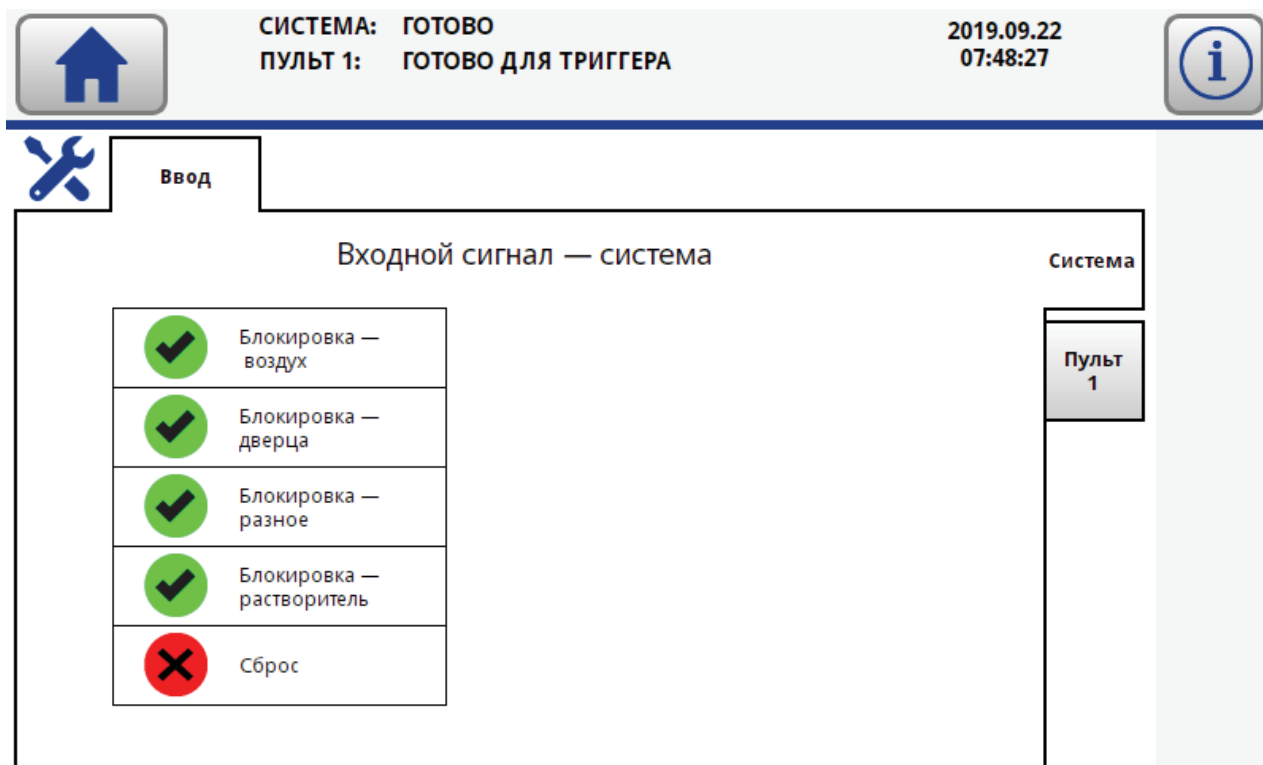 СИСТЕМА: ГОТОВО
ПУЛЬТ 1: ГОТОВО ДЛЯ ТРИГГЕРА
2019.09.22
07:48:27
i
Ввод
Входной сигнал — система
Система
Пульт
1
Блокировка —
воздух
Блокировка —
дверца
Блокировка —
разное
Блокировка —
растворитель
Сброс